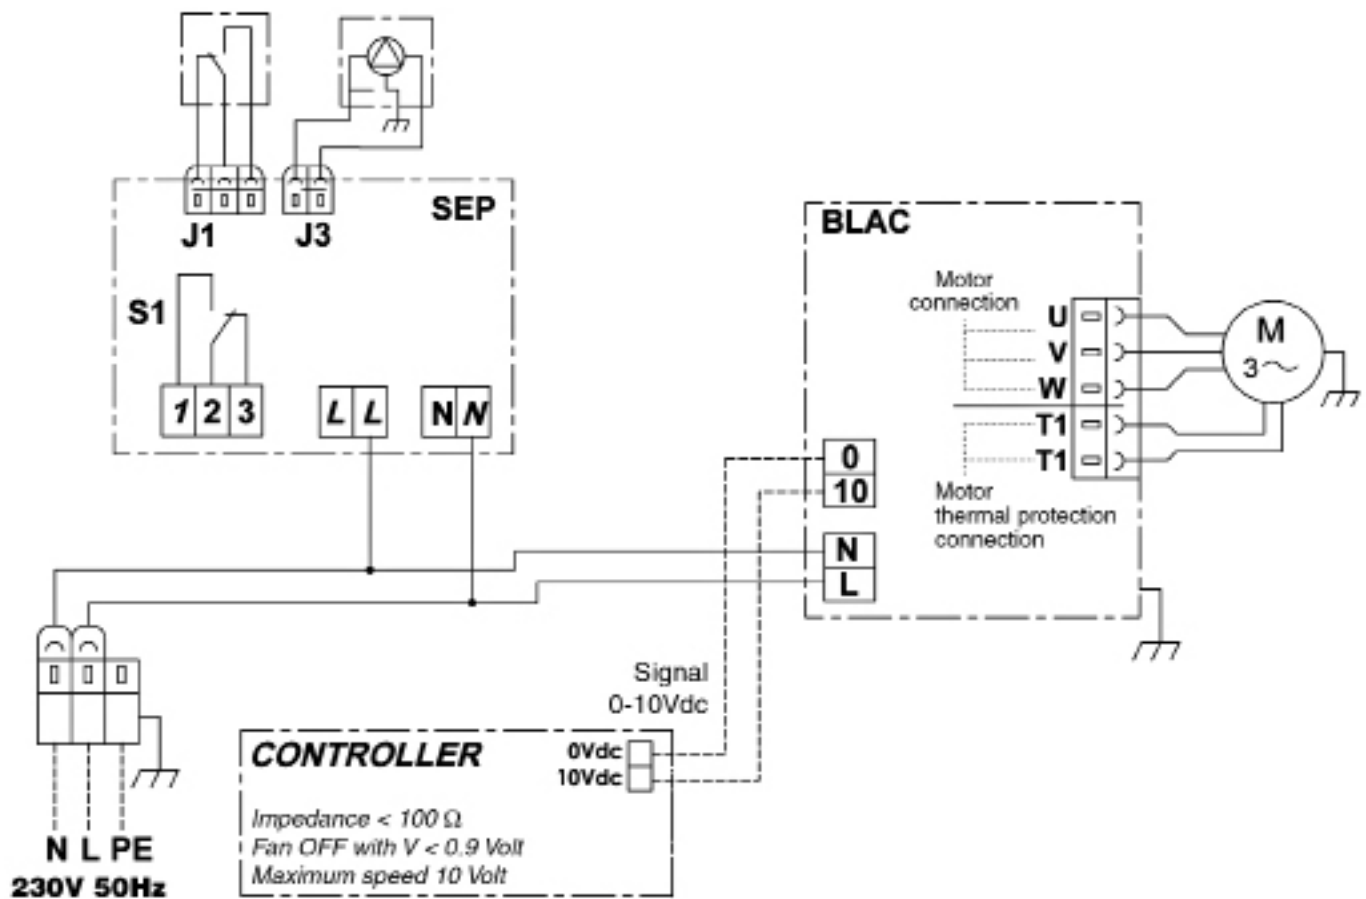 SEP
J1 J3
S1
1 2 3
L L
N N
BLAC
Motor
connection
U
V
W
T1
T1
M
3~
Motor
thermal protection
connection
0
10
N
L
Signal
0-10Vdc
CONTROLLER
0Vdc
10Vdc
Impedance < 100 Ω
Fan OFF with V < 0.9 Volt
Maximum speed 10 Volt
N L PE
230V 50Hz